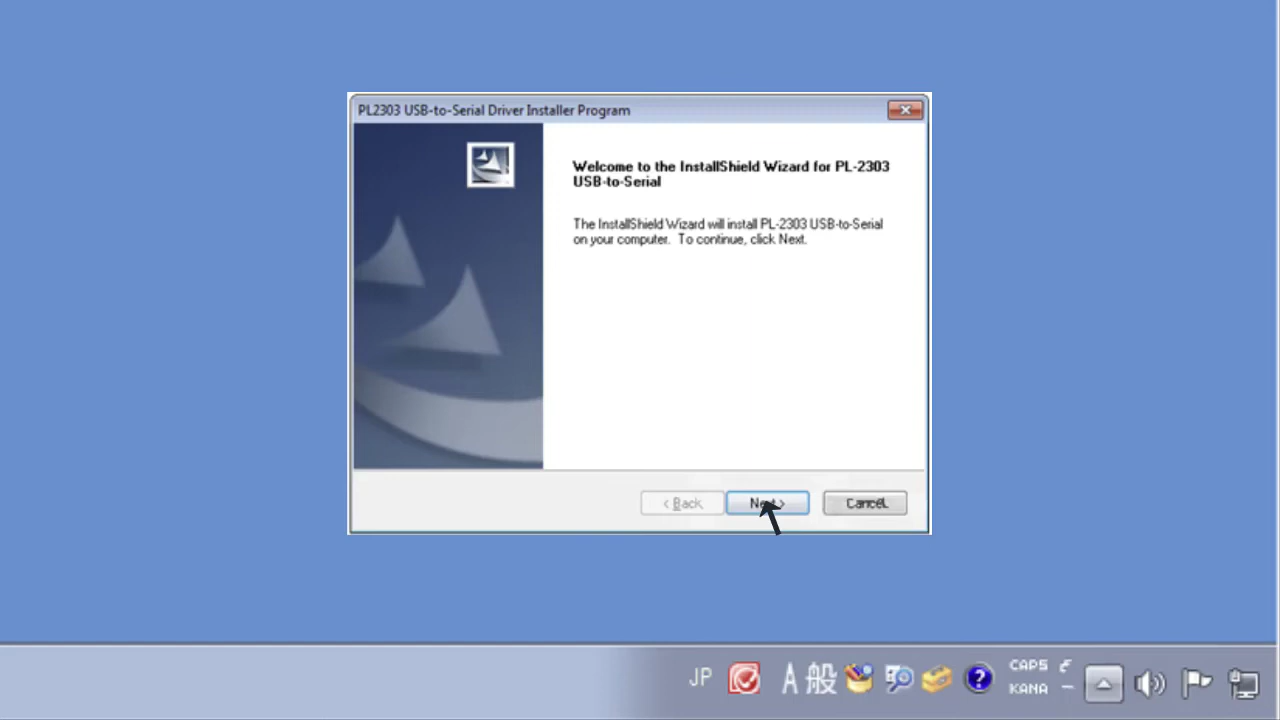 PL2303 USB-to-Serial Driver Installer Program
Welcome to the InstallShield Wizard for PL-2303
USB-to-Serial
The InstallShield Wizard will install PL-2303 USB-to-Serial
on your computer. To continue, click Next.
< Back
Cancel
JP
A 般
CAPS
KANA